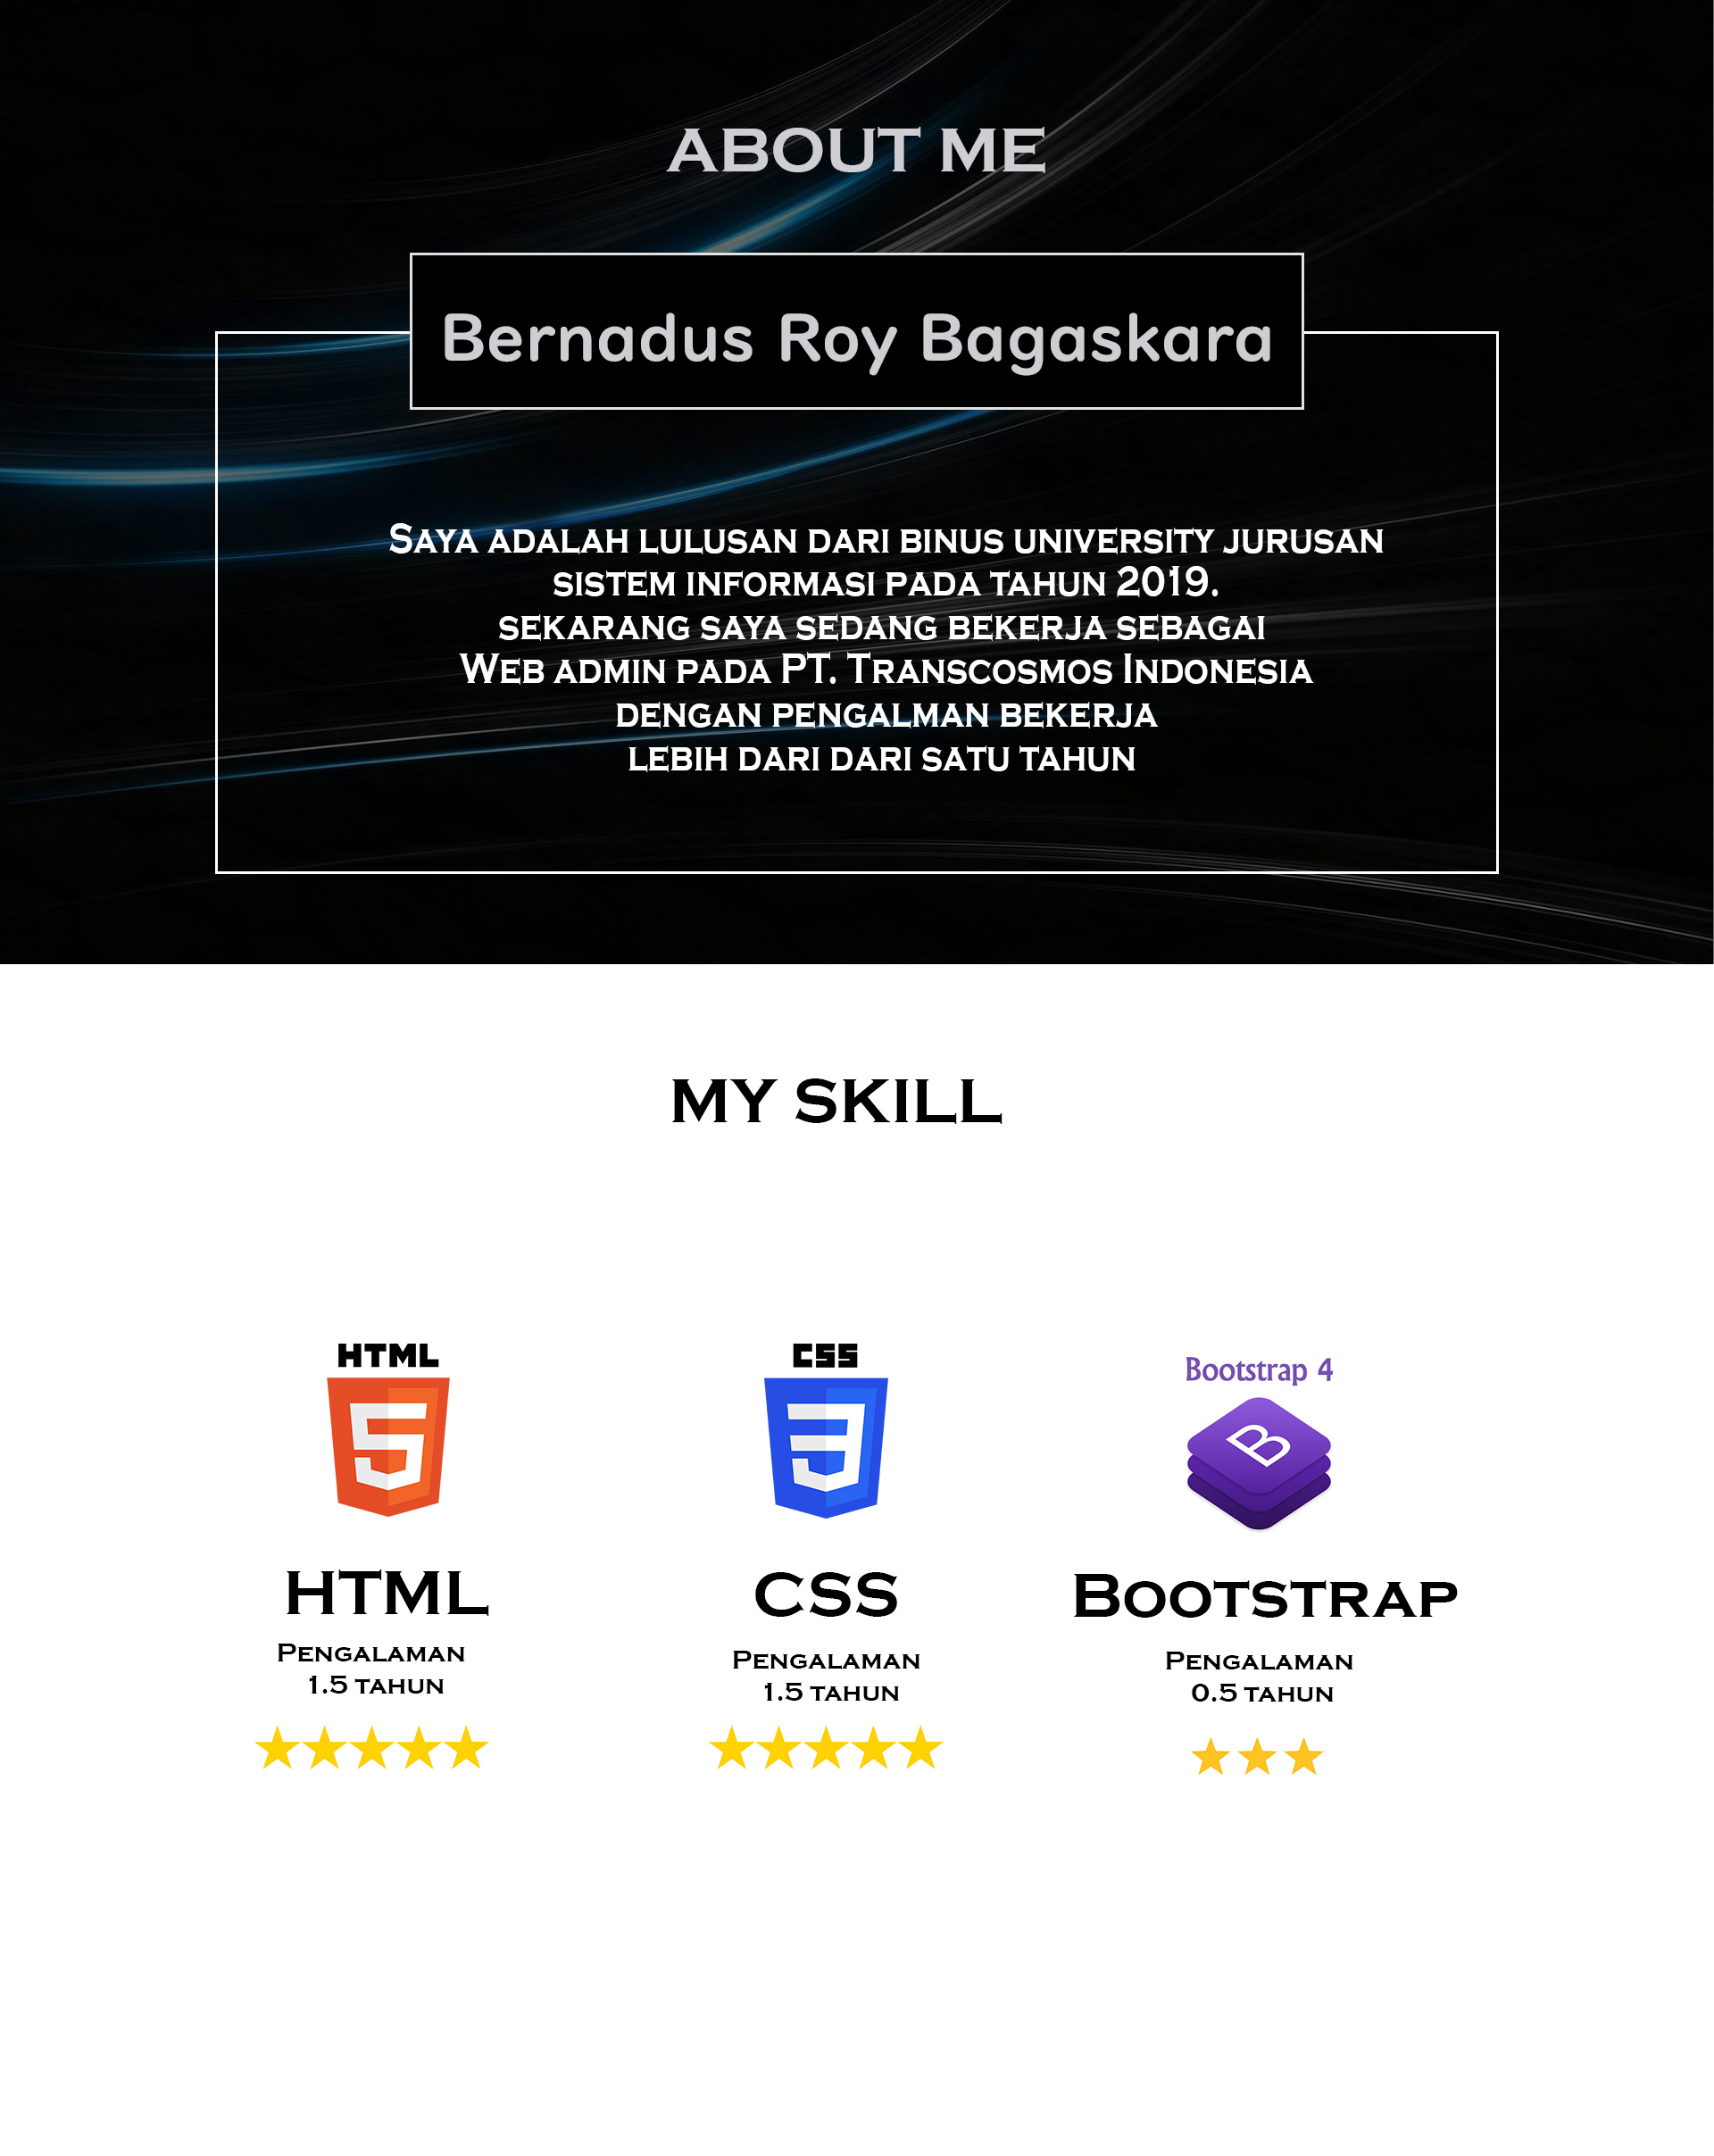 ABOUT ME
Bernadus Roy Bagaskara
Saya adalah lulusan dari binus university jurusan
sistem informasi pada tahun 2019.
sekarang saya sedang bekerja sebagai
Web admin pada PT. Transcosmos Indonesia
dengan pengalman bekerja
lebih dari dari satu tahun
MY SKILL
HTML
5
CSS
3
Bootstrap 4
B
HTML
CSS
Bootstrap
Pengalaman
1.5 tahun
Pengalaman
1.5 tahun
Pengalaman
0.5 tahun